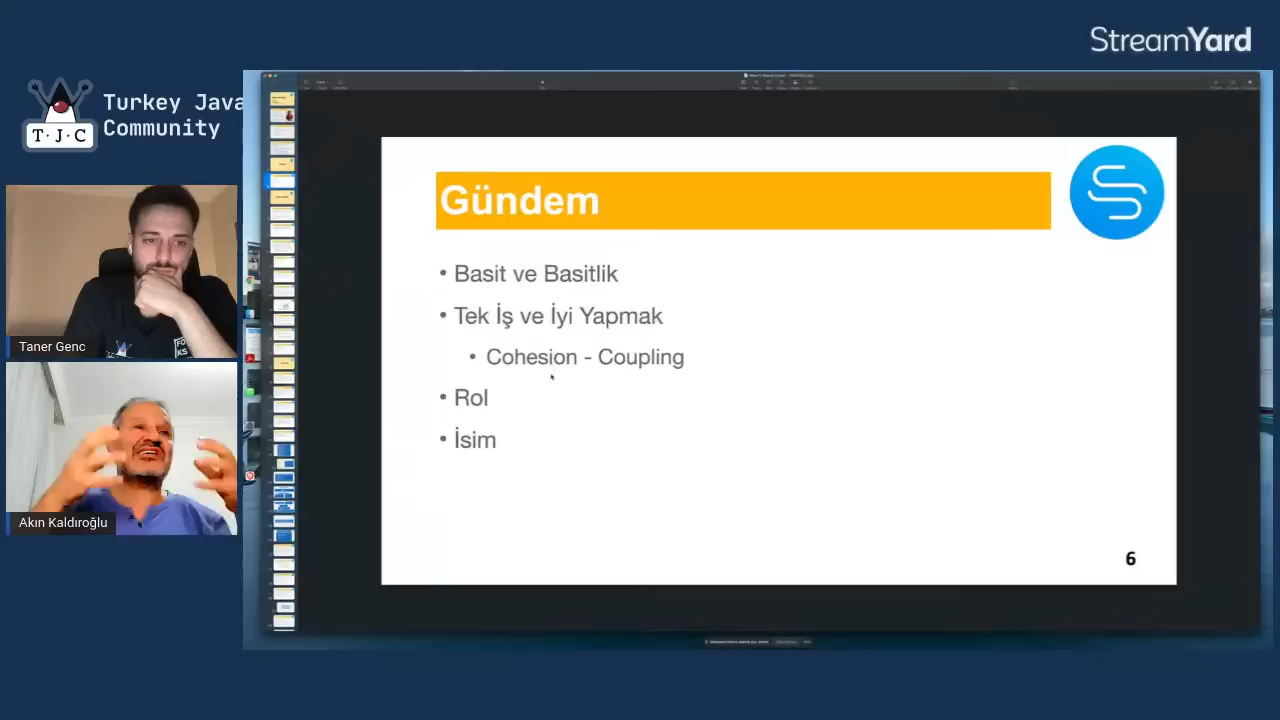 StreamYard
Turkey Java
Community
T·J·C
Gündem
• Basit ve Basitlik
• Tek İş ve İyi Yapmak
• Cohesion - Coupling
• Rol
• İsim
6
Taner Genc
Akın Kaldıroğlu